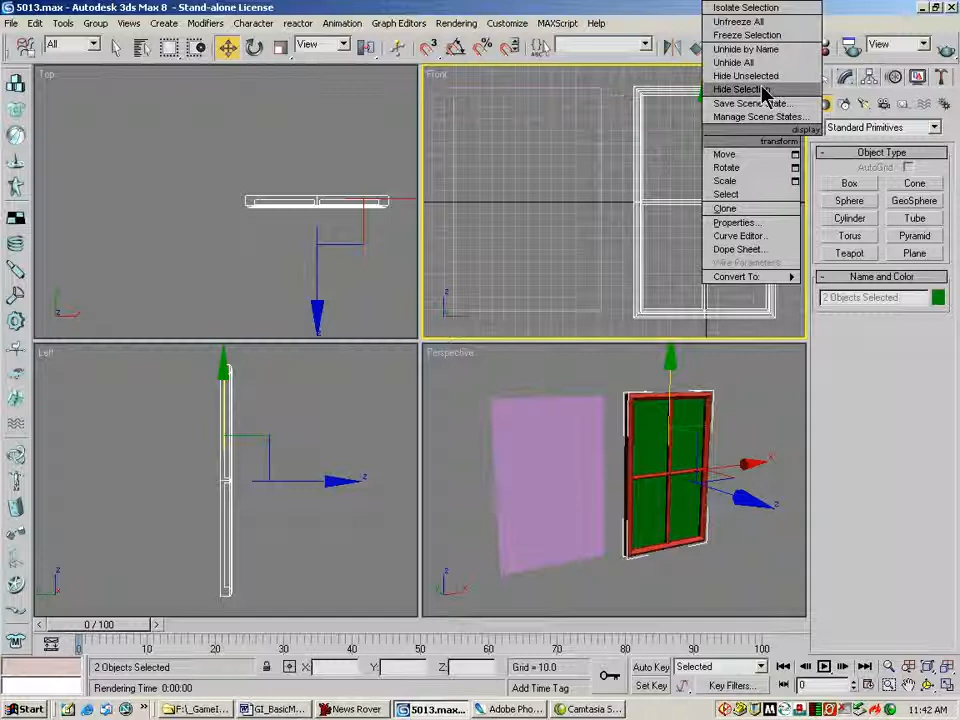 5013.max - Autodesk 3ds Max 8 - Stand-alone License
File Edit Tools Group Views Create Modifiers Character reactor Animation Graph Editors Rendering Customize MAXScript Help
All View View
Isolate Selection
Unfreeze All
Freeze Selection
Unhide by Name
Unhide All
Hide Unselected
Hide Selection
Save Scene State...
Manage Scene States...
display
transform
Move
Rotate
Scale
Select
Clone
Properties...
Curve Editor...
Dope Sheet...
Wire Parameters
Convert To:
Top
Front
Left
Perspective
Standard Primitives
- Object Type
AutoGrid
Box Cone
Sphere GeoSphere
Cylinder Tube
Torus Pyramid
Teapot Plane
- Name and Color
2 Objects Selected
z
x
z
z
x
z
x
z
z
x
0 / 100
0 10 20 30 40 50 60 70 80 90 100
2 Objects Selected X: Y: Z: Grid = 10.0 Auto Key Selected
Rendering Time 0:00:00 Add Time Tag Set Key Key Filters... 0
Start F:\_GameI... GI_BasicM... News Rover 5013.max... Adobe Pho... Camtasia S... 11:42 AM